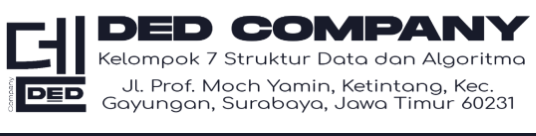 DED COMPANY
Kelompok 7 Struktur Data dan Algoritma
Jl. Prof. Moch Yamin, Ketintang, Kec.
Gayungan, Surabaya, Jawa Timur 60231
Company
DED